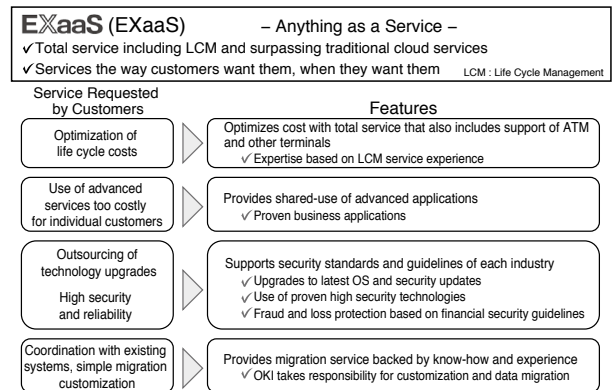 EXaaS (EXaaS) – Anything as a Service –
✓Total service including LCM and surpassing traditional cloud services
✓Services the way customers want them, when they want them LCM : Life Cycle Management
Service Requested
by Customers
Features
Optimization of
life cycle costs
Optimizes cost with total service that also includes support of ATM
and other terminals
✓Expertise based on LCM service experience
Use of advanced
services too costly
for individual customers
Provides shared-use of advanced applications
✓Proven business applications
Outsourcing of
technology upgrades
High security
and reliability
Supports security standards and guidelines of each industry
✓Upgrades to latest OS and security updates
✓Use of proven high security technologies
✓Fraud and loss protection based on financial security guidelines
Coordination with existing
systems, simple migration
customization
Provides migration service backed by know-how and experience
✓OKI takes responsibility for customization and data migration